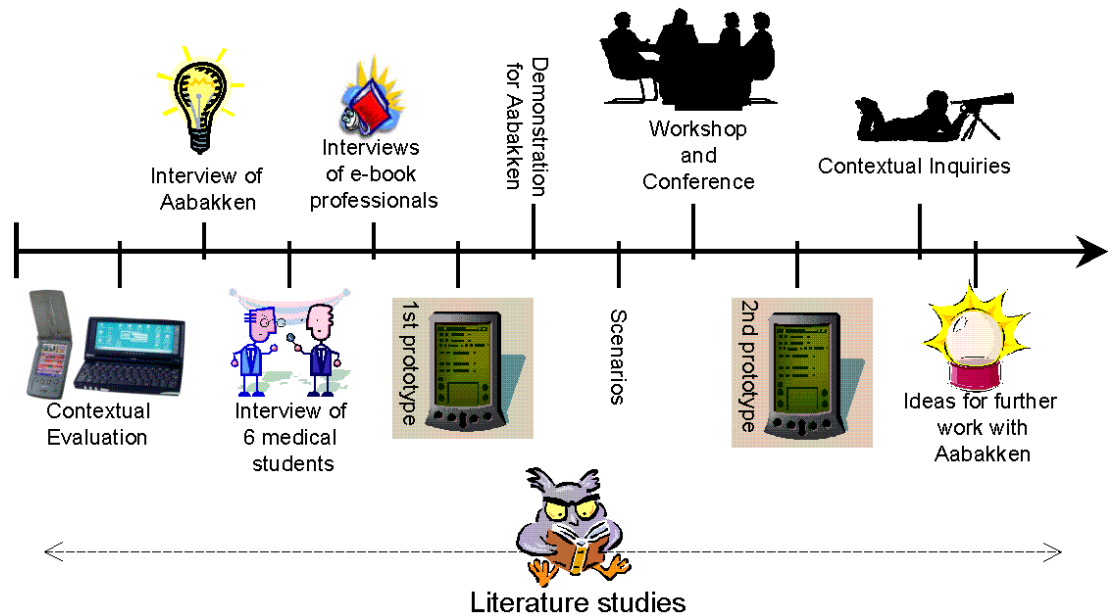 Interview of
Aabakken
Interviews
of e-book
professionals
Demonstration
for Aabakken
Workshop
and
Conference
Contextual Inquiries
Contextual
Evaluation
Interview of
6 medical
students
1st prototype
Scenarios
2nd prototype
Ideas for further
work with
Aabakken
Literature studies